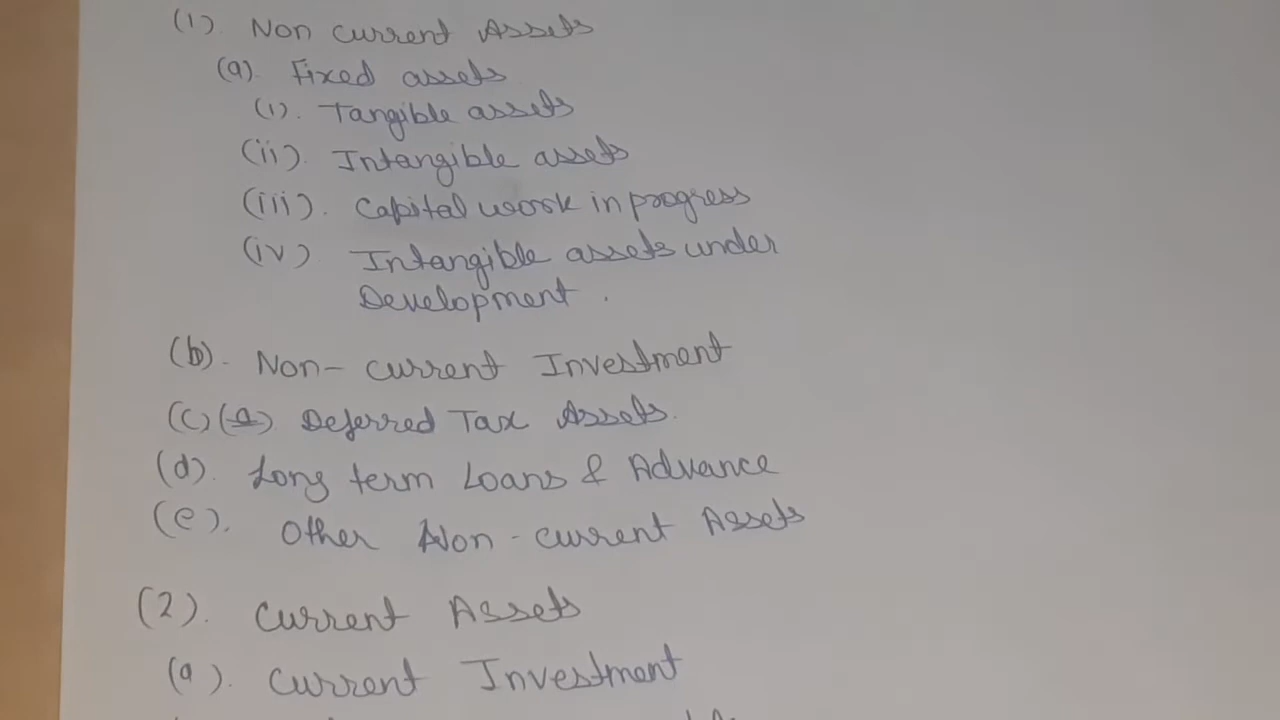 (1). Non current Assets
(a). Fixed assets
(i). Tangible assets
(ii). Intangible assets
(iii). Capital work in progress
(iv) Intangible assets under
Development.
(b). Non-current Investment
(c) (a) Deferred Tax Assets.
(d). Long term Loans & Advance
(e). Other Non-current Assets
(2). Current Assets
(a). Current Investment